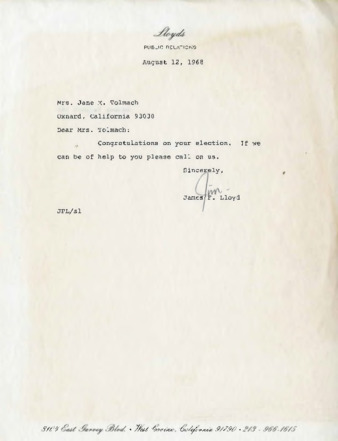 Lloyds
PUBLIC RELATIONS
August 12, 1968
Mrs. Jane M. Tolmach
Oxnard, California 93030
Dear Mrs. Tolmach:
Congratulations on your election. If we
can be of help to you please call on us.
Sincerely,
Jim
James F. Lloyd
JFL/sl
East Garvey Blvd. • West Covina, California 91790 • 213 - 966-1615